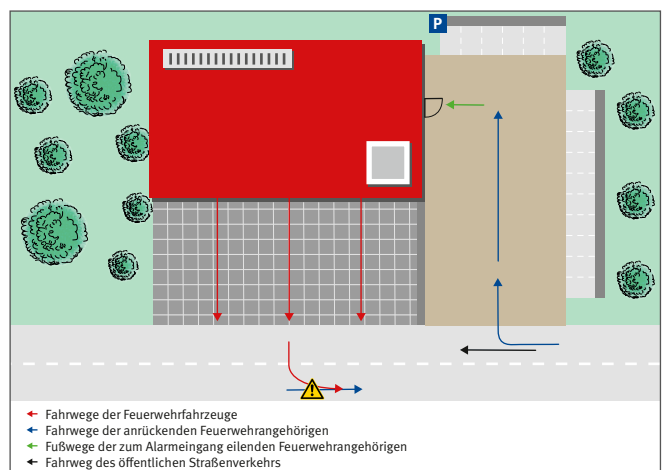 P
Fahrwege der Feuerwehrfahrzeuge
Fahrwege der anrückenden Feuerwehrangehörigen
Fußwege der zum Alarmeingang eilenden Feuerwehrangehörigen
Fahrweg des öffentlichen Straßenverkehrs